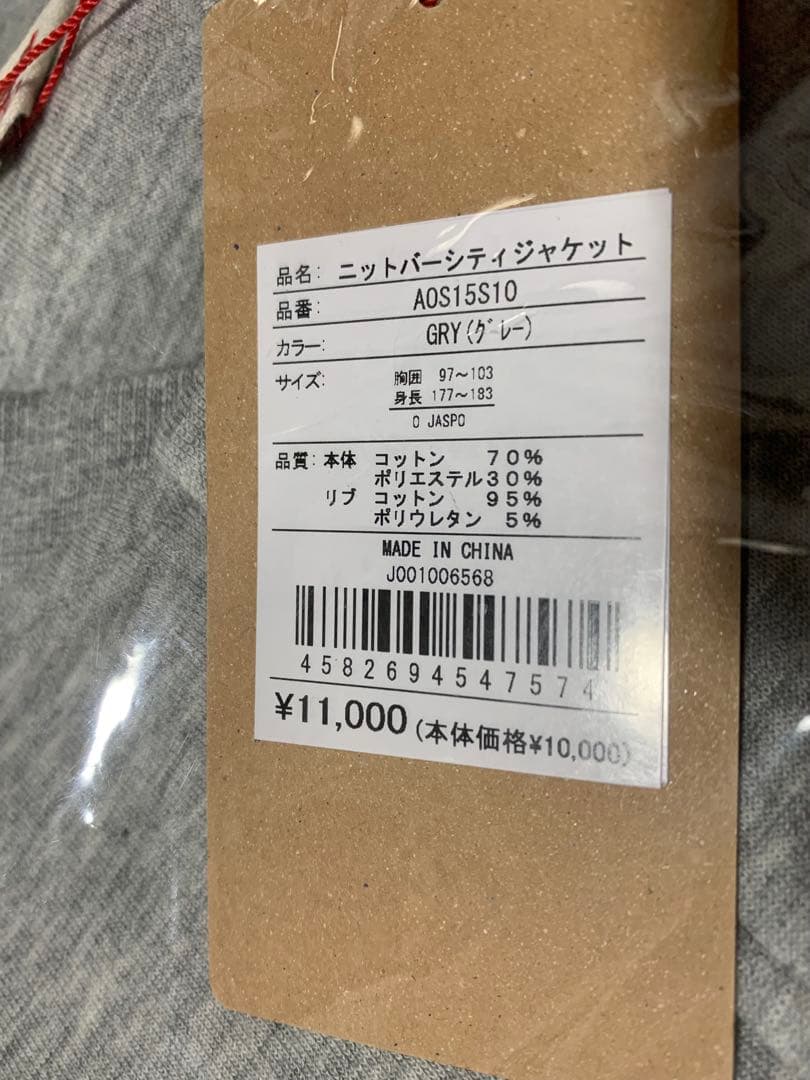 品名: ニットバーシティジャケット
品番: AOS15S10
カラー: GRY(グレー)
サイズ: 胸囲 97～103
身長 177～183
O JASPO
品質: 本体 コットン 70%
ポリエステル30%
リブ コットン 95%
ポリウレタン 5%
MADE IN CHINA
J001006568
4582694547574
¥11,000(本体価格¥10,000)